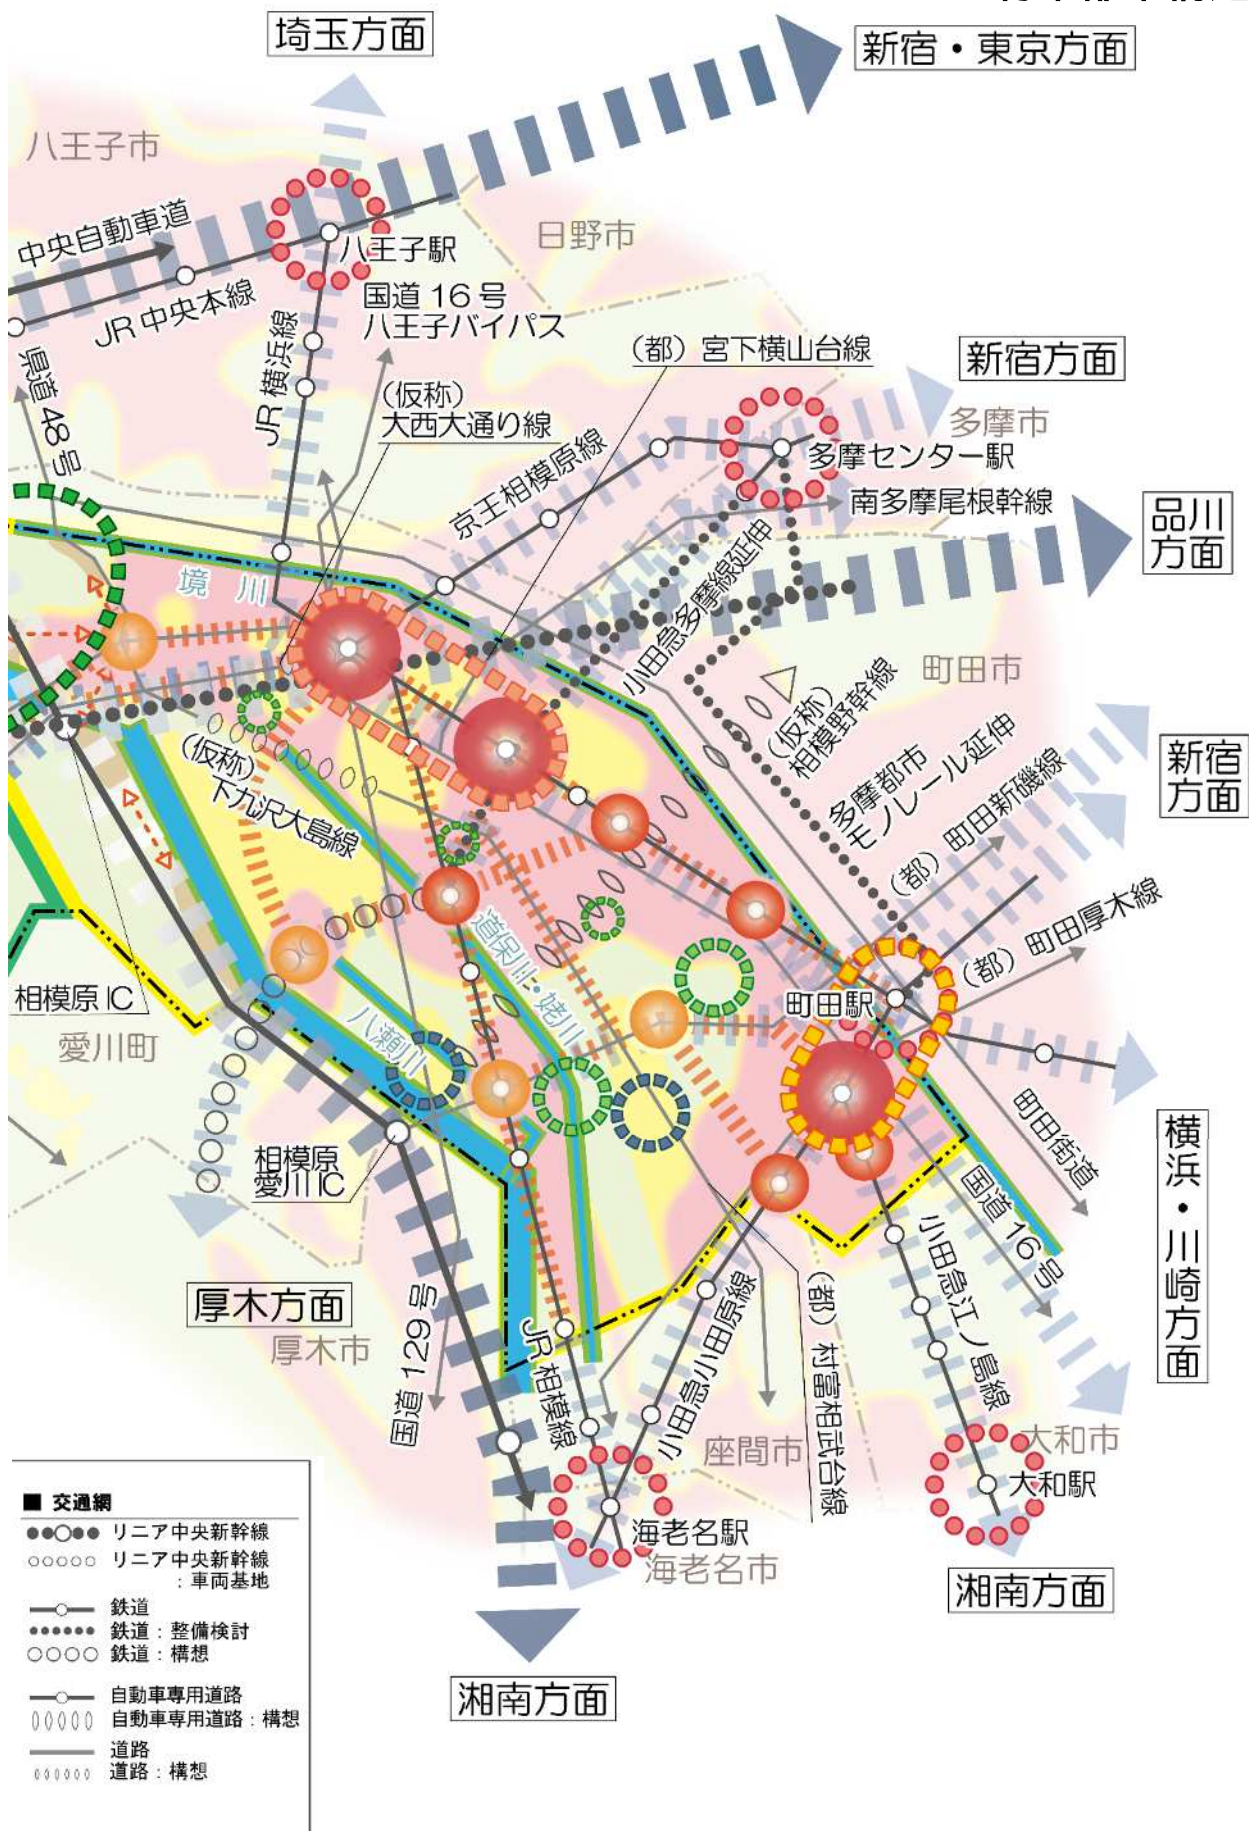 埼玉方面
新宿・東京方面
八王子市
日野市
中央自動車道
八王子駅
JR中央本線
国道16号
八王子バイパス
JR横浜線
県道48号
(仮称)
大西大通り線
(都)宮下横山台線
新宿方面
多摩市
多摩センター駅
京王相模原線
南多摩尾根幹線
品川
方面
境川
小田急多摩線延伸
町田市
(仮称)
相模野幹線
(仮称)
下九沢大島線
多摩都市
モノレール延伸
新宿
方面
(都)町田新磯線
(都)町田厚木線
道保川・姥川
町田駅
相模原IC
愛川町
八瀬川
相模原
愛川IC
町田街道
国道16号
横浜・川崎方面
厚木方面
厚木市
国道129号
JR相模線
小田急小田原線
(都)村富相武台線
小田急江ノ島線
座間市
大和市
大和駅
海老名駅
海老名市
湘南方面
湘南方面
■ 交通網
リニア中央新幹線
リニア中央新幹線
:車両基地
鉄道
鉄道:整備検討
鉄道:構想
自動車専用道路
自動車専用道路:構想
道路
道路:構想